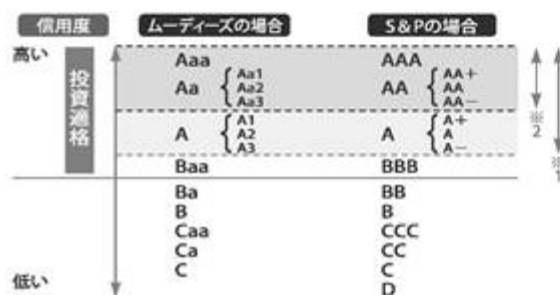 信用度 ムーディーズの場合 S&Pの場合
高い
投資適格
Aaa AAA
Aa { Aa1 Aa2 Aa3 AA { AA+ AA AA−
A { A1 A2 A3 A { A+ A A−
Baa BBB
※2
※1
Ba BB
B B
Caa CCC
Ca CC
C C
低い D